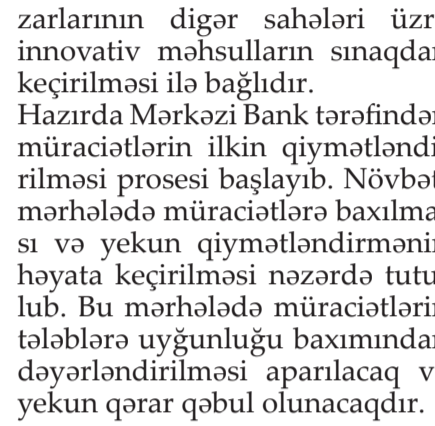 zarlarının digər sahələri üzr
innovativ məhsulların sınaqda
keçirilməsi ilə bağlıdır.
Hazırda Mərkəzi Bank tərəfində
müraciətlərin ilkin qiymətləndi
rilməsi prosesi başlayıb. Növbət
mərhələdə müraciətlərə baxılma
sı və yekun qiymətləndirməni
həyata keçirilməsi nəzərdə tutu
lub. Bu mərhələdə müraciətləri
tələblərə uyğunluğu baxımında
dəyərləndirilməsi aparılacaq v
yekun qərar qəbul olunacaqdır.